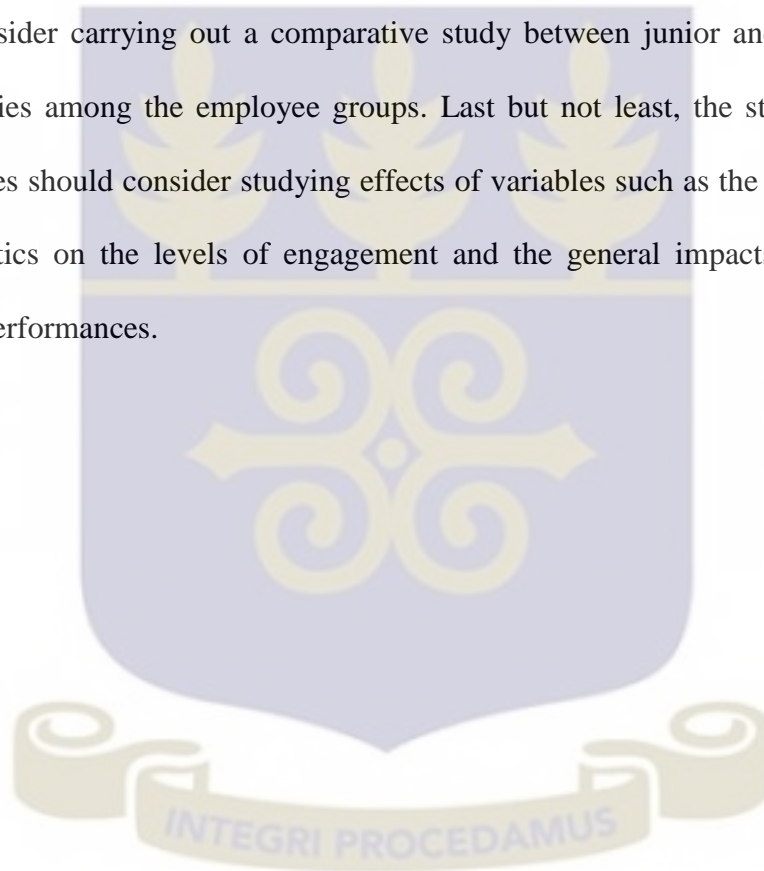 sider carrying out a comparative study between junior and
ies among the employee groups. Last but not least, the st
es should consider studying effects of variables such as the
tics on the levels of engagement and the general impacts
erformances.
INTEGRI PROCEDAMUS